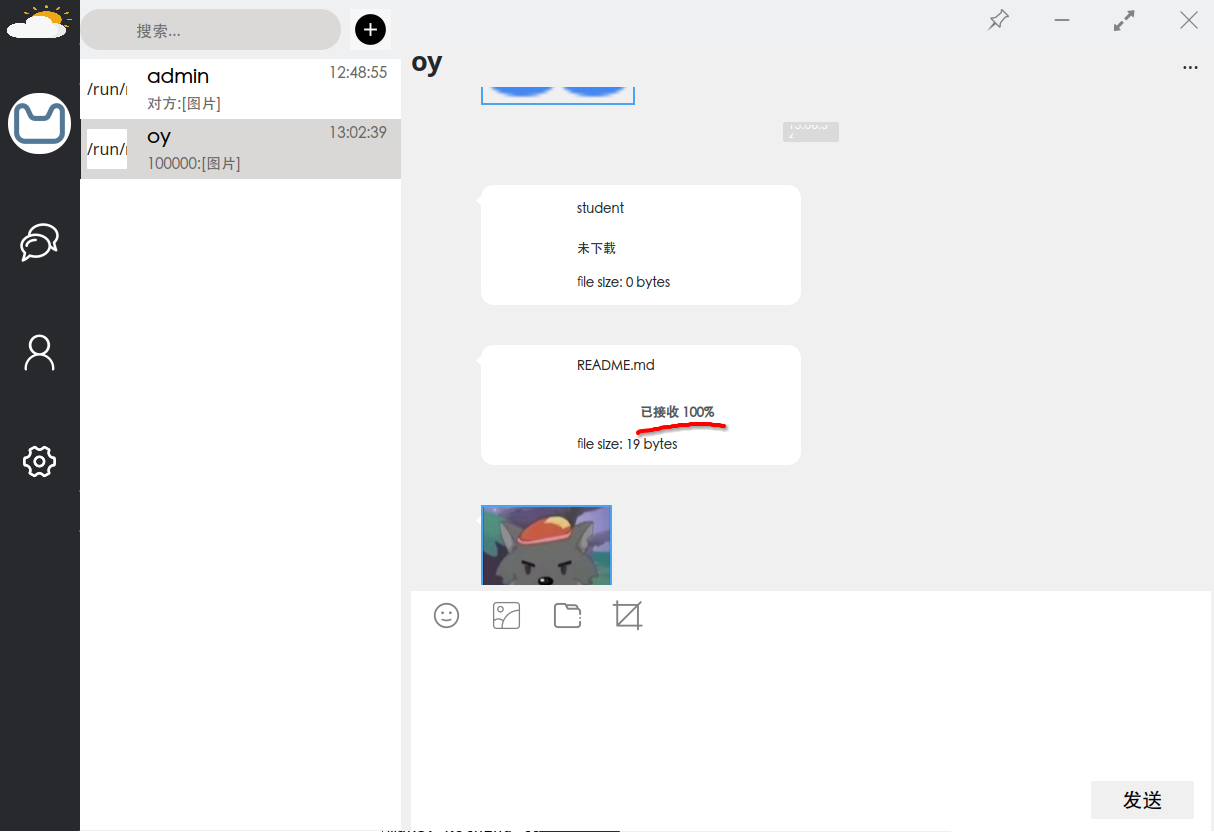 搜索...
admin
12:48:55
/run/r
对方:[图片]
oy
13:02:39
/run/r
100000:[图片]
oy
...
student
未下载
file size: 0 bytes
README.md
已接收 100%
file size: 19 bytes
发送